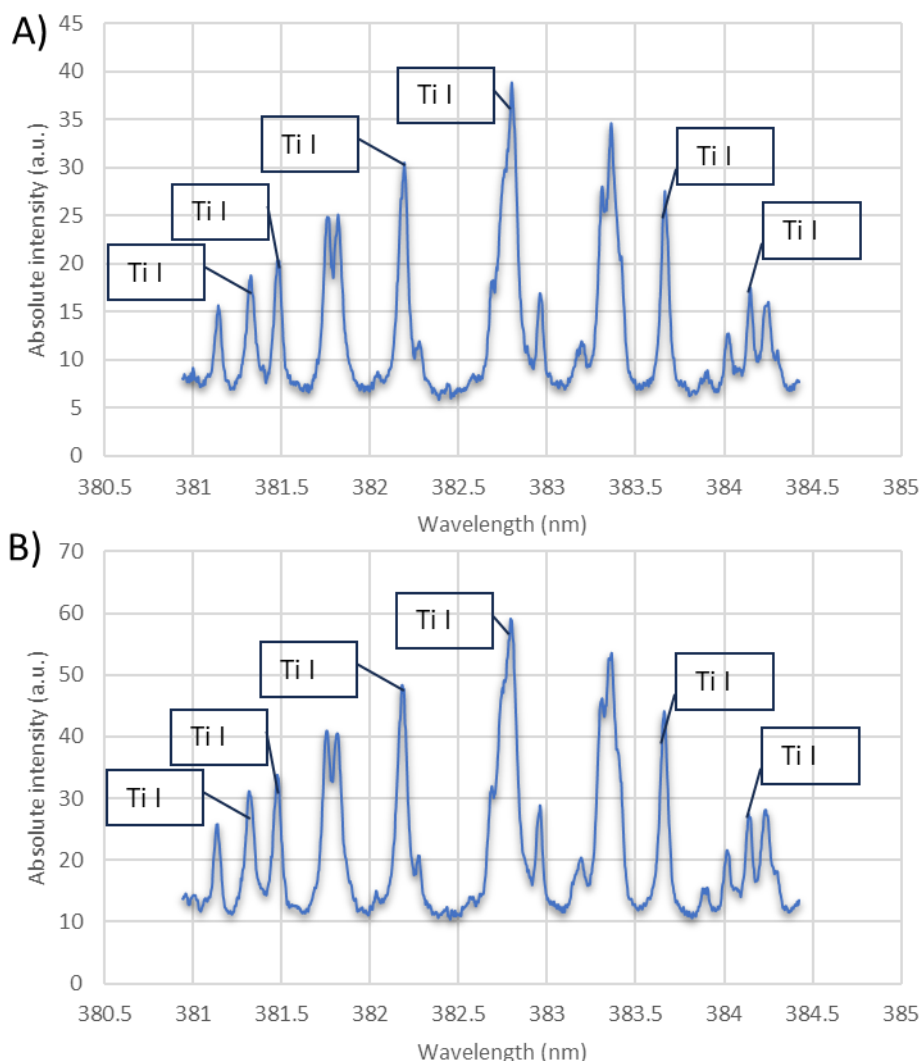 A)
Absolute intensity (a.u.)
45
40
35
30
25
20
15
10
5
0
Ti I
Ti I
Ti I
Ti I
Ti I
Ti I
380.5 381 381.5 382 382.5 383 383.5 384 384.5 385
Wavelength (nm)
B)
Absolute intensity (a.u.)
70
60
50
40
30
20
10
0
Ti I
Ti I
Ti I
Ti I
Ti I
Ti I
380.5 381 381.5 382 382.5 383 383.5 384 384.5 385
Wavelength (nm)